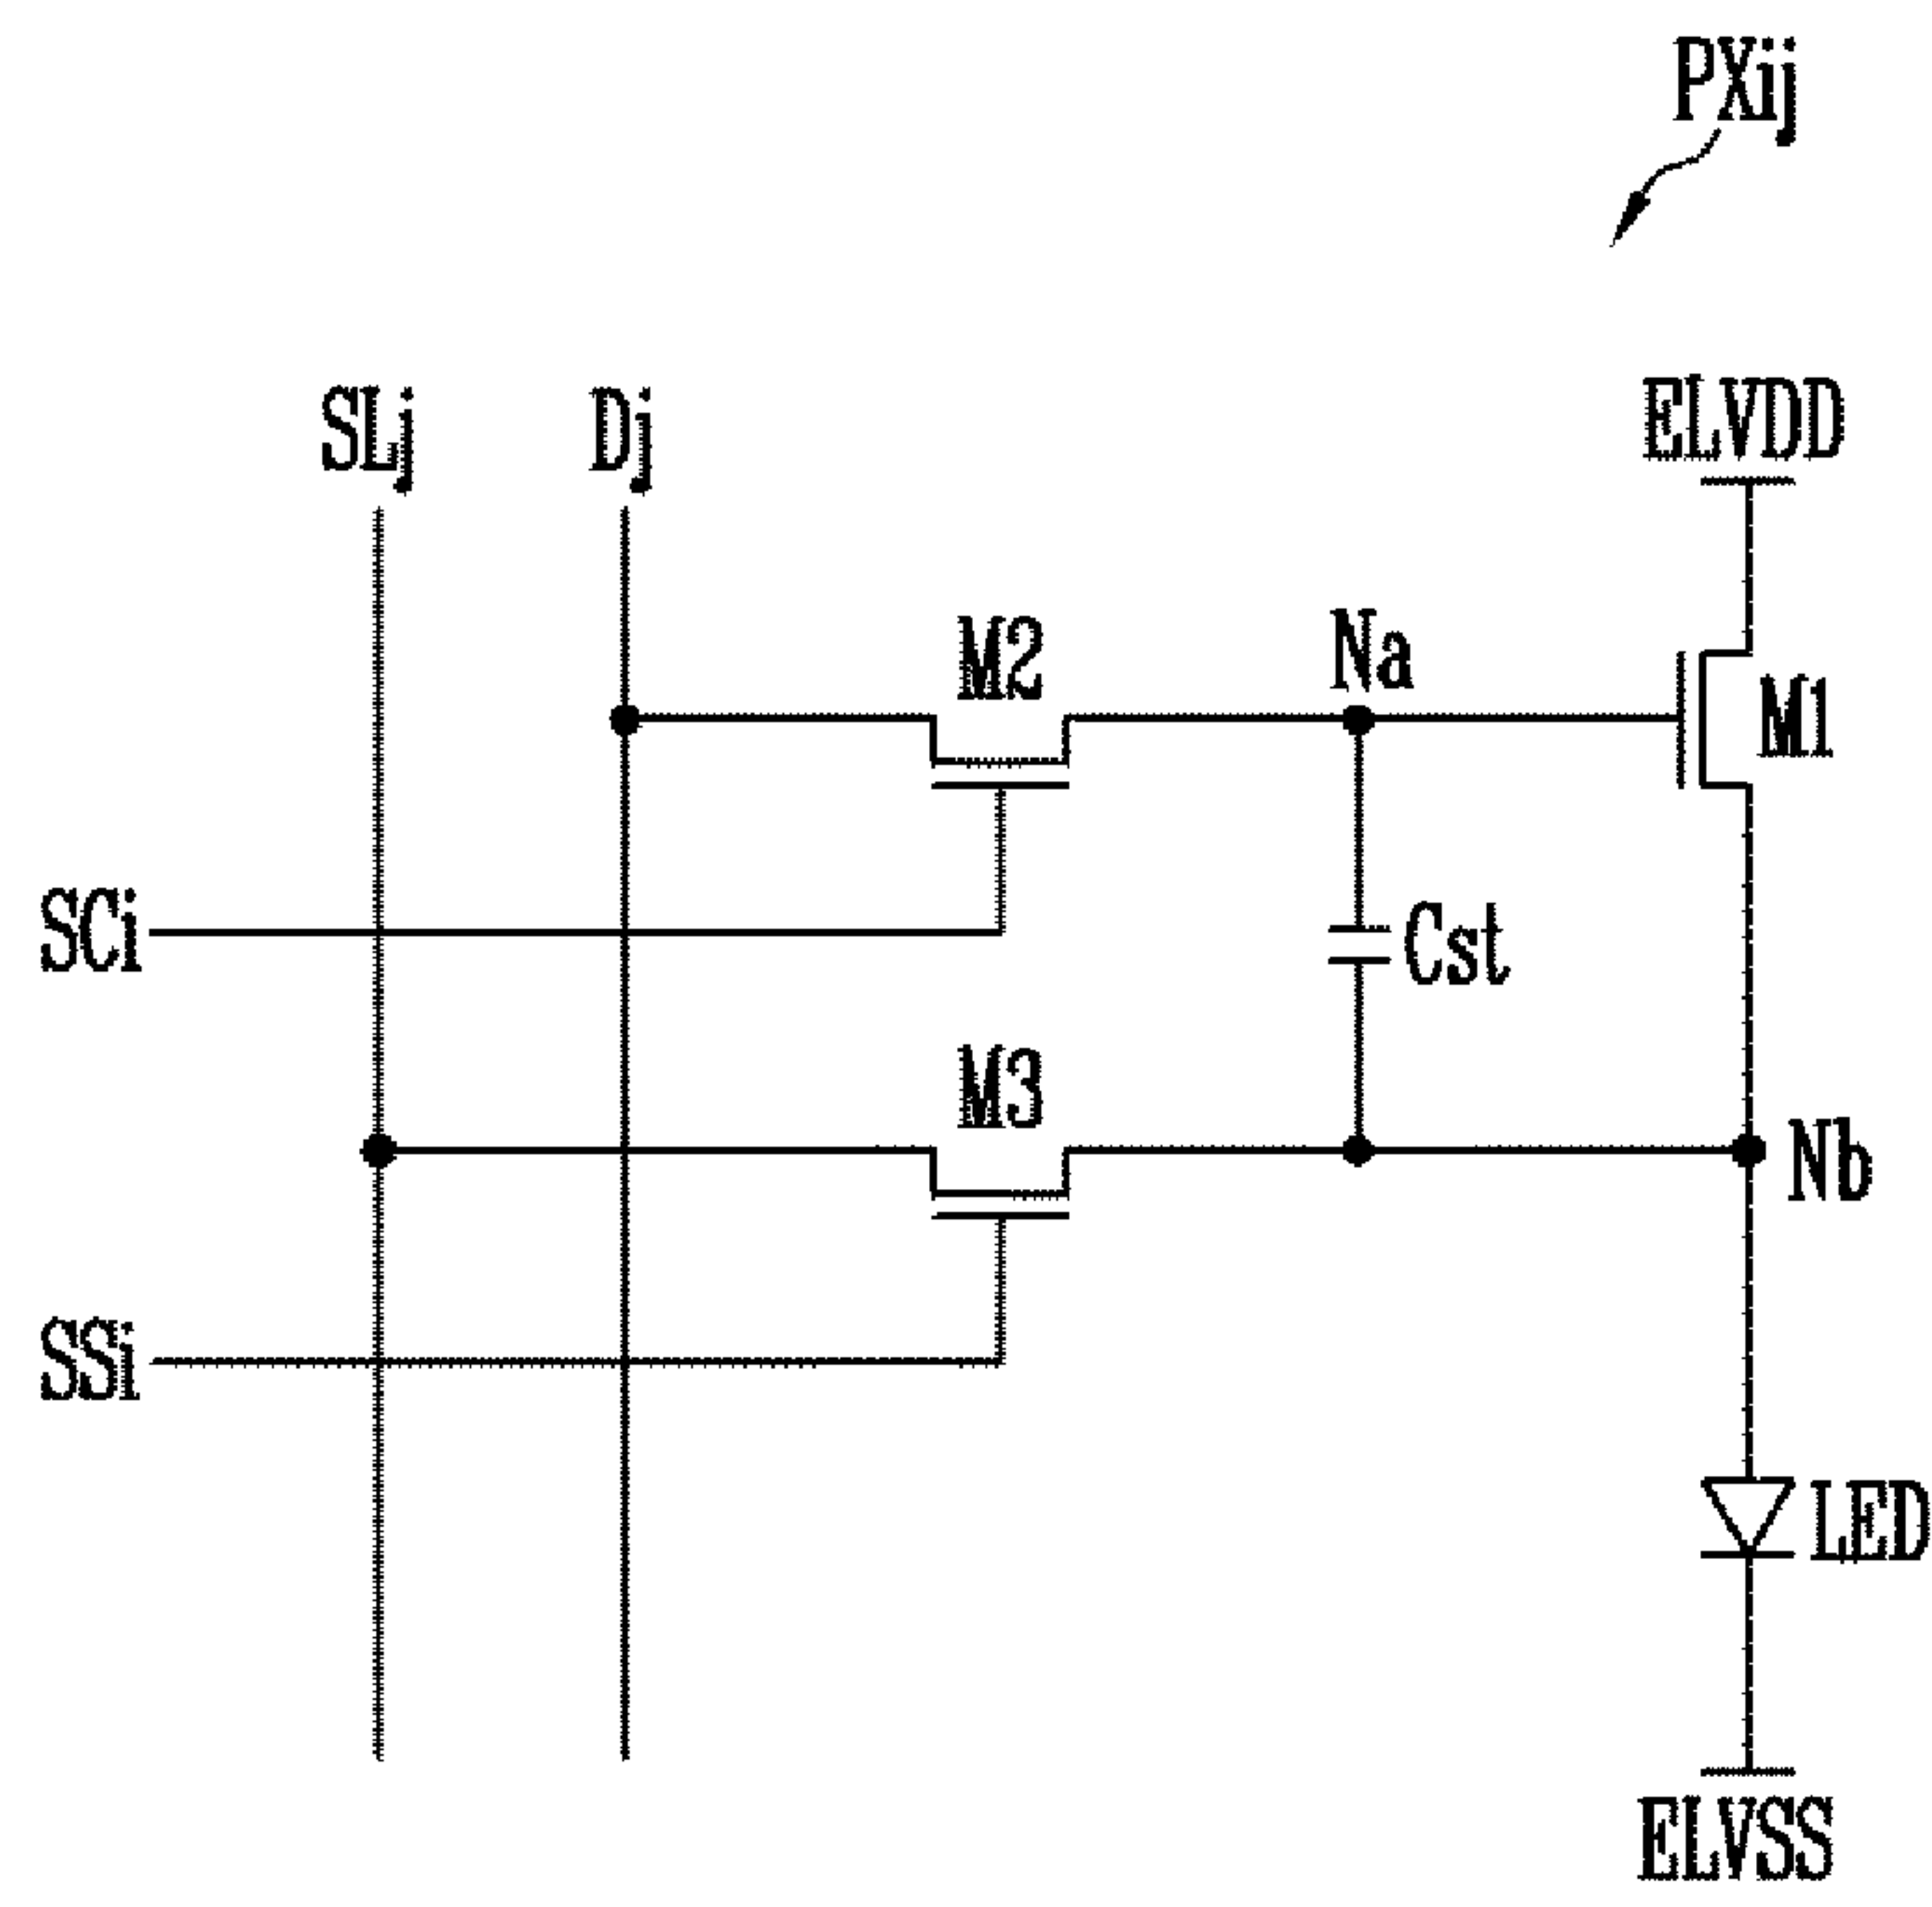 PXij
SLj
Dj
ELVDD
M2
Na
M1
SCi
Cst
M3
Nb
SSi
LED
ELVSS